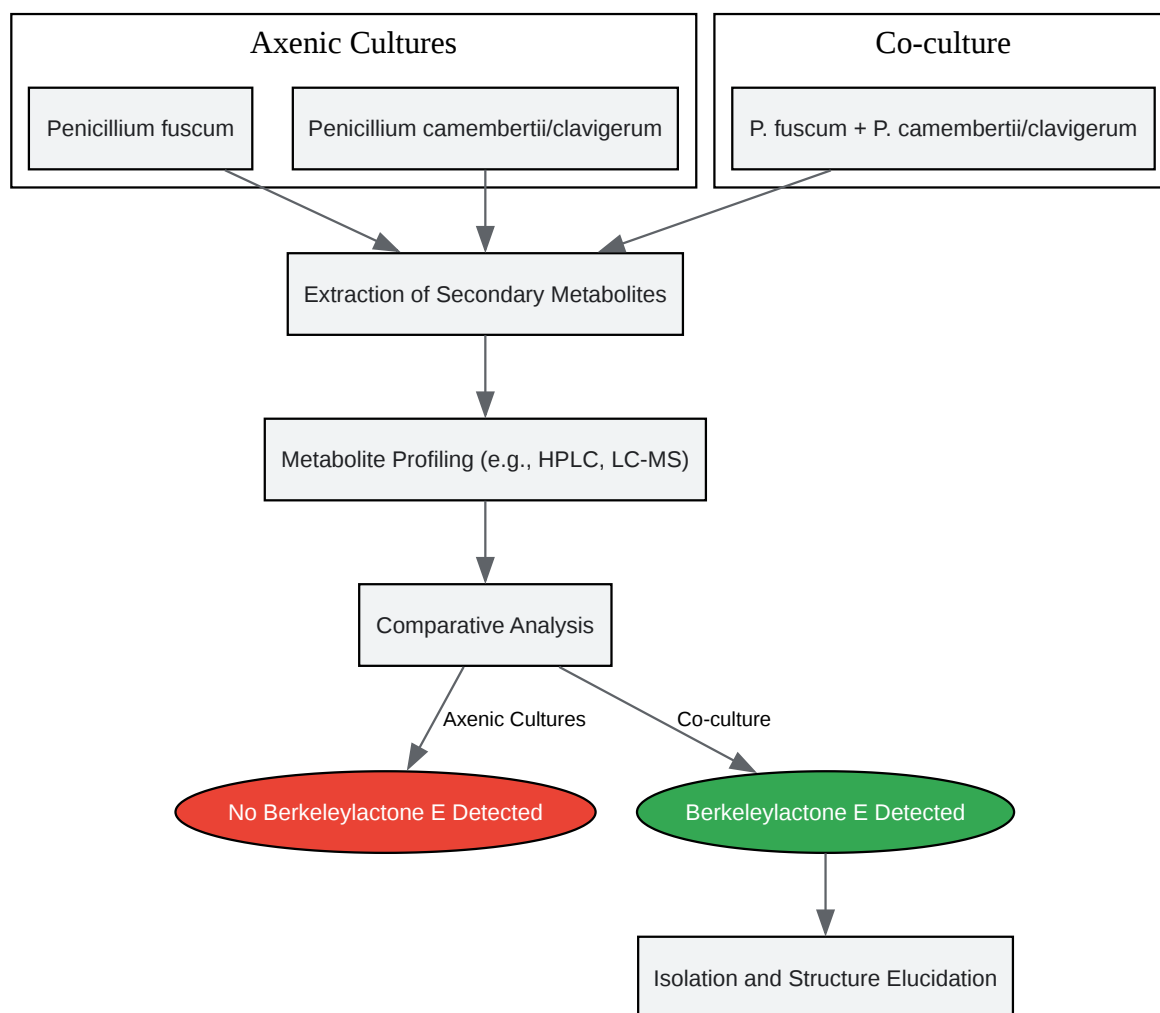 Axenic Cultures
Co-culture
Penicillium fuscum
Penicillium camembertii/clavigerum
P. fuscum + P. camembertii/clavigerum
Extraction of Secondary Metabolites
Metabolite Profiling (e.g., HPLC, LC-MS)
Comparative Analysis
Axenic Cultures
Co-culture
No Berkeleylactone E Detected
Berkeleylactone E Detected
Isolation and Structure Elucidation